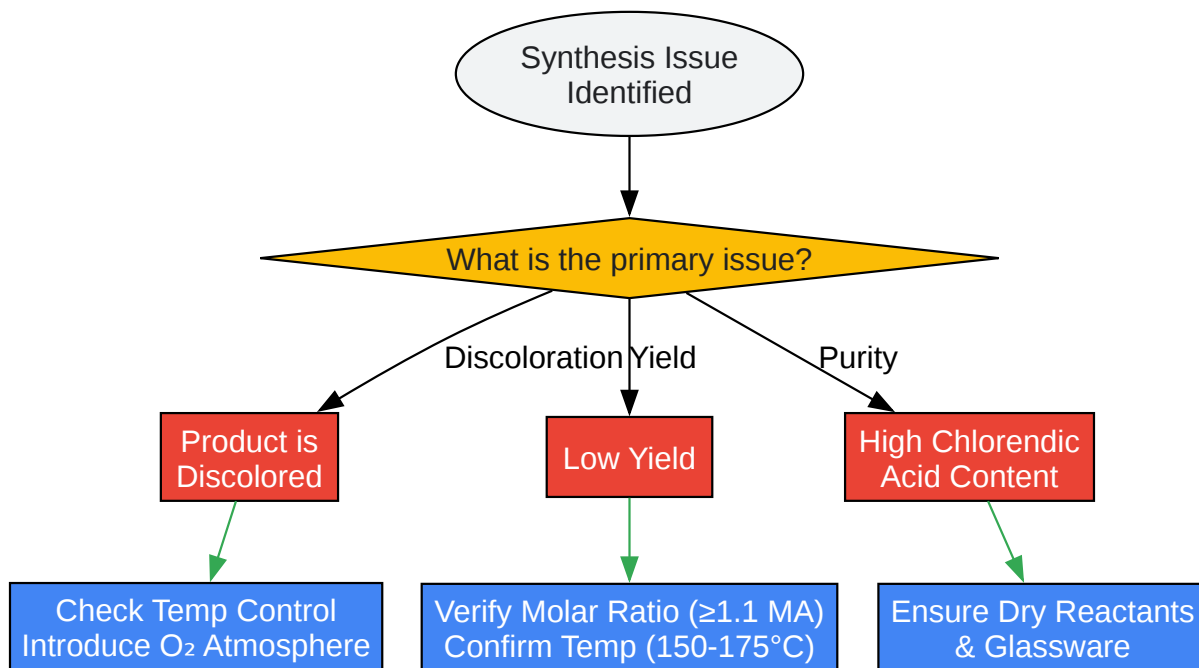 Synthesis Issue
Identified
What is the primary issue?
Discoloration
Yield
Purity
Product is
Discolored
Low Yield
High Chlorendic
Acid Content
Check Temp Control
Introduce O₂ Atmosphere
Verify Molar Ratio (≥1.1 MA)
Confirm Temp (150-175°C)
Ensure Dry Reactants
& Glassware